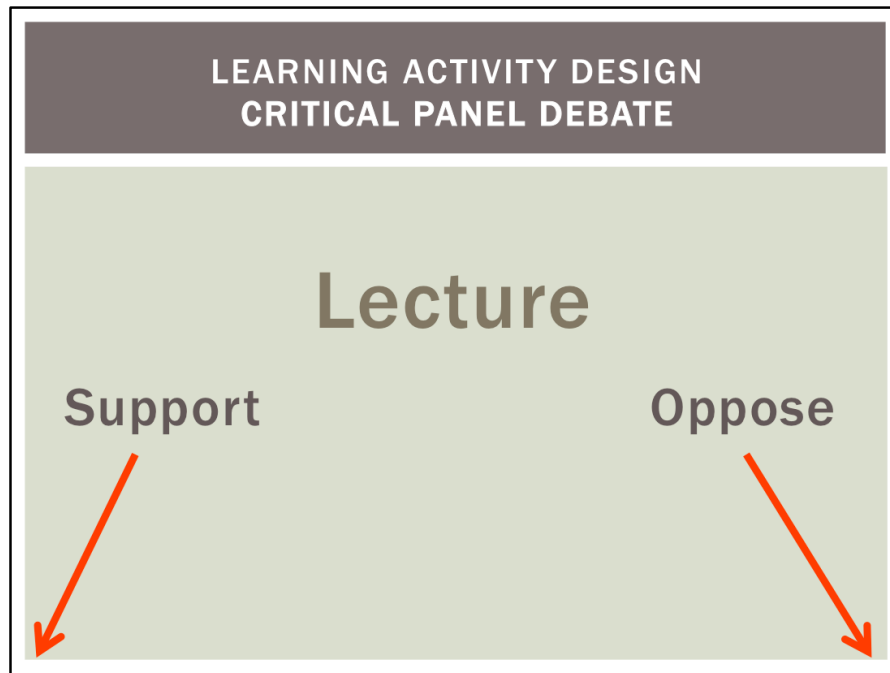 LEARNING ACTIVITY DESIGN
CRITICAL PANEL DEBATE
Lecture
Support Oppose